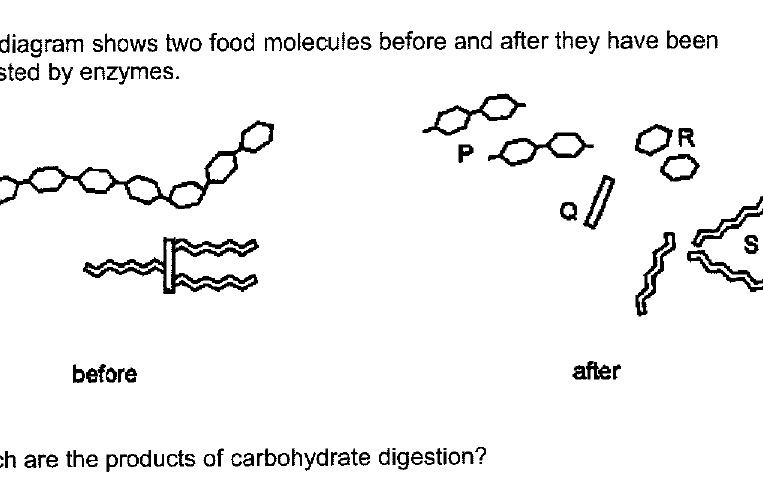 diagram shows two food molecules before and after they have been
sted by enzymes.
P
R
Q
S
before
after
ch are the products of carbohydrate digestion?